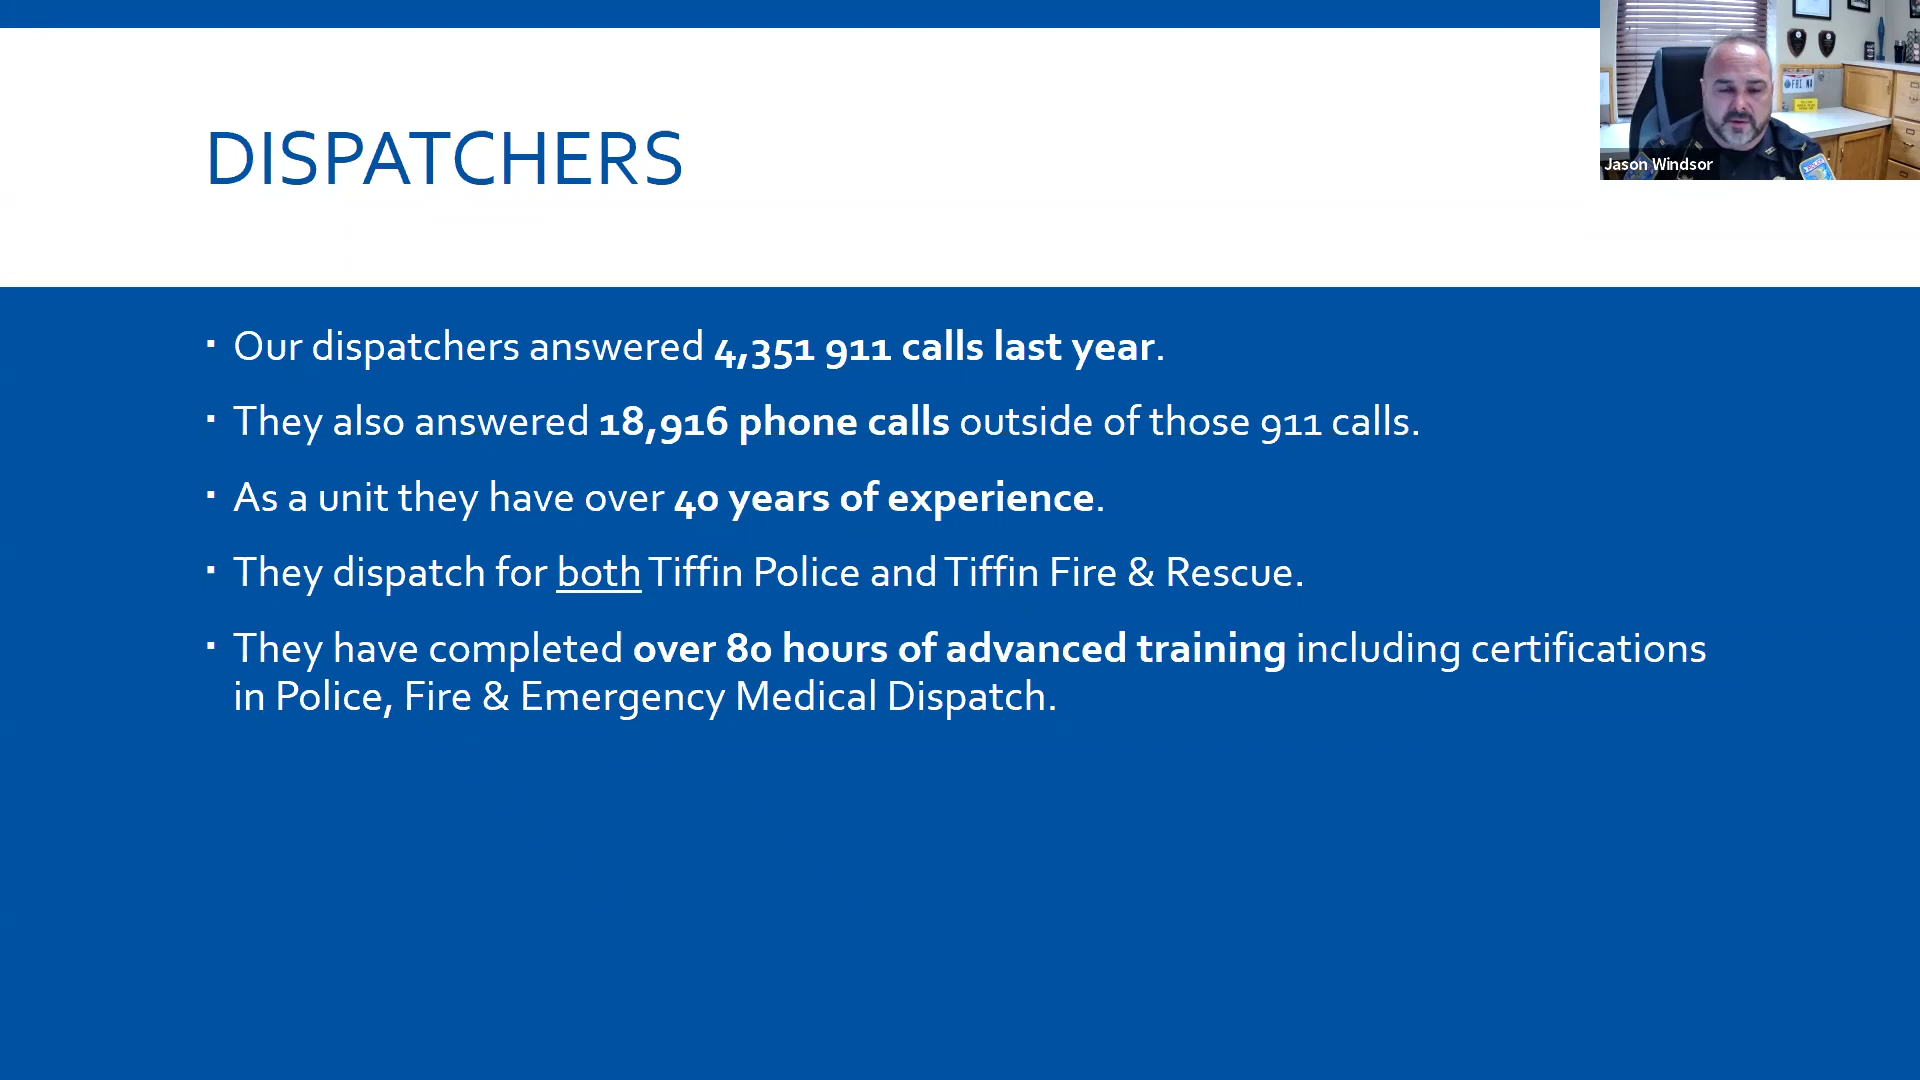 DISPATCHERS
Jason Windsor
▪ Our dispatchers answered 4,351 911 calls last year.
▪ They also answered 18,916 phone calls outside of those 911 calls.
▪ As a unit they have over 40 years of experience.
▪ They dispatch for both Tiffin Police and Tiffin Fire & Rescue.
▪ They have completed over 80 hours of advanced training including certifications
in Police, Fire & Emergency Medical Dispatch.